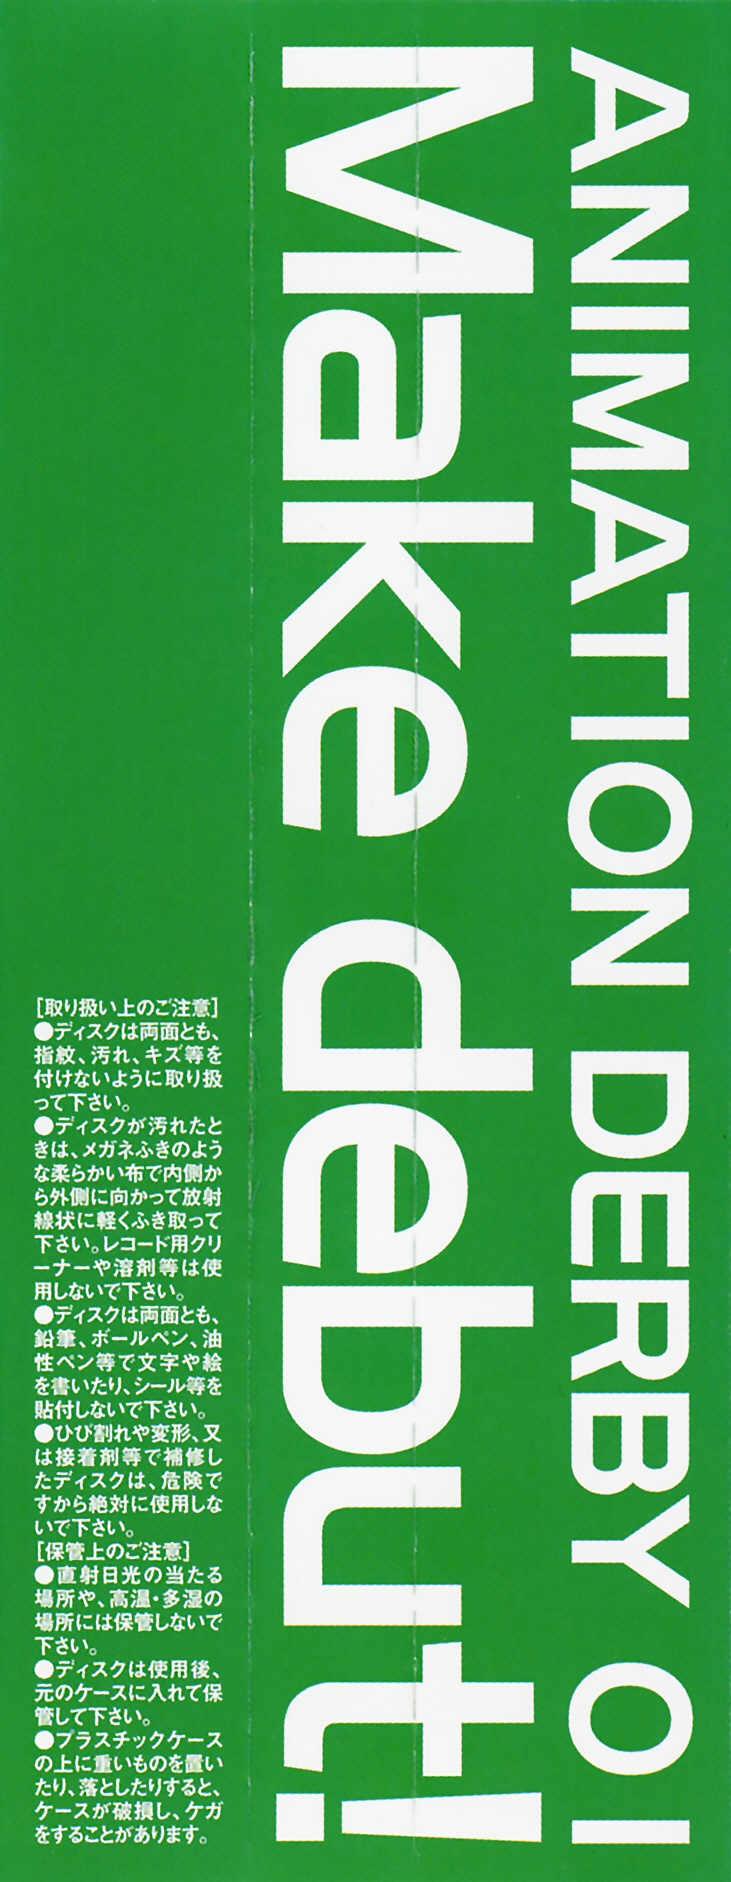 ANIMATION DERBY 01
Make debut!
[取り扱い上のご注意]
●ディスクは両面とも、
指紋、汚れ、キズ等を
付けないように取り扱
って下さい。
●ディスクが汚れたと
きは、メガネふきのよう
な柔らかい布で内側か
ら外側に向かって放射
線状に軽くふき取って
下さい。レコード用クリ
ーナーや溶剤等は使
用しないで下さい。
●ディスクは両面とも、
鉛筆、ボールペン、油
性ペン等で文字や絵
を書いたり、シール等を
貼付しないで下さい。
●ひび割れや変形、又
は接着剤等で補修し
たディスクは、危険で
すから絶対に使用しな
いで下さい。
[保管上のご注意]
●直射日光の当たる
場所や、高温・多湿の
場所には保管しないで
下さい。
●ディスクは使用後、
元のケースに入れて保
管して下さい。
●プラスチックケース
の上に重いものを置い
たり、落としたりすると、
ケースが破損し、ケガ
をすることがあります。